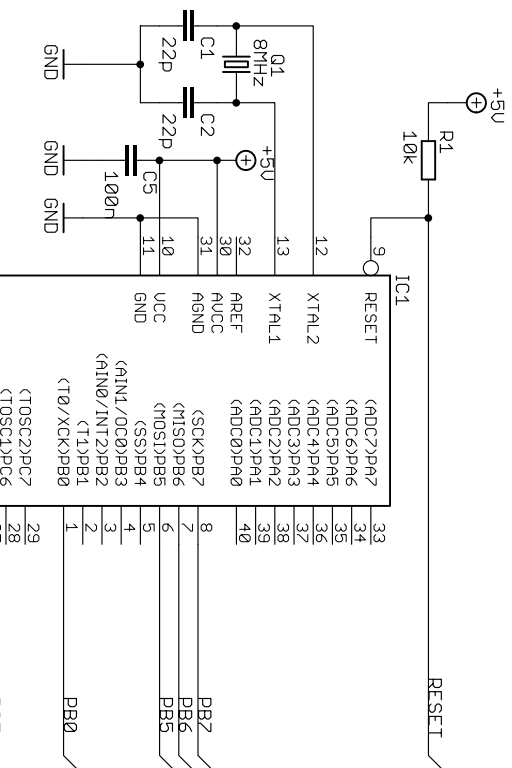 +5V
R1
10k
RESET
IC1
9 RESET (ADC7)PA7 33
(ADC6)PA6 34
(ADC5)PA5 35
12 XTAL2 (ADC4)PA4 36
(ADC3)PA3 37
13 XTAL1 (ADC2)PA2 38
(ADC1)PA1 39
32 AREF (ADC0)PA0 40
30 AVCC
31 AGND (SCK)PB7 8 PB7
(MISO)PB6 7 PB6
10 VCC (MOSI)PB5 6 PB5
11 GND (SS)PB4 5
(AIN1/OC0)PB3 4
(AIN0/INT2)PB2 3
(T1)PB1 2
(T0/XCK)PB0 1 PB0
(TOSC2)PC7 29
(TOSC1)PC6 28
Q1
8MHz
C1
22p
C2
22p
GND
+5V
C5
100n
GND
GND